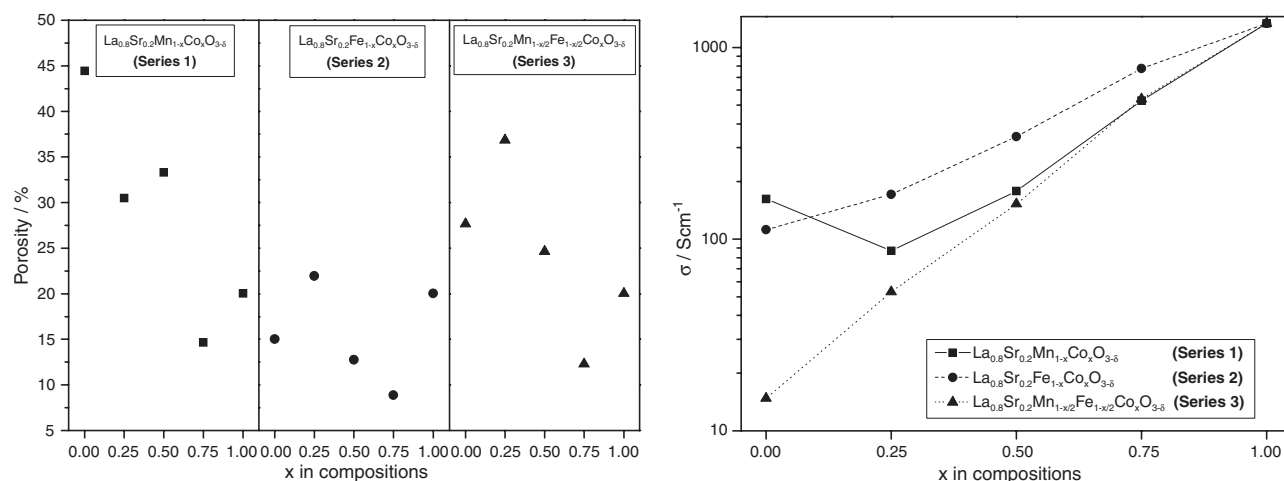 50
45
40
35
30
25
20
15
10
5
Porosity / %
La0.8Sr0.2Mn1-xCoxO3-δ
(Series 1)
La0.8Sr0.2Fe1-xCoxO3-δ
(Series 2)
La0.8Sr0.2Mn1-x/2Fe1-x/2CoxO3-δ
(Series 3)
0.00 0.25 0.50 0.75 1.00 0.00 0.25 0.50 0.75 1.00 0.00 0.25 0.50 0.75 1.00
x in compositions
1000
100
10
σ / Scm-1
La0.8Sr0.2Mn1-xCoxO3-δ (Series 1)
La0.8Sr0.2Fe1-xCoxO3-δ (Series 2)
La0.8Sr0.2Mn1-x/2Fe1-x/2CoxO3-δ (Series 3)
0.00 0.25 0.50 0.75 1.00
x in compositions